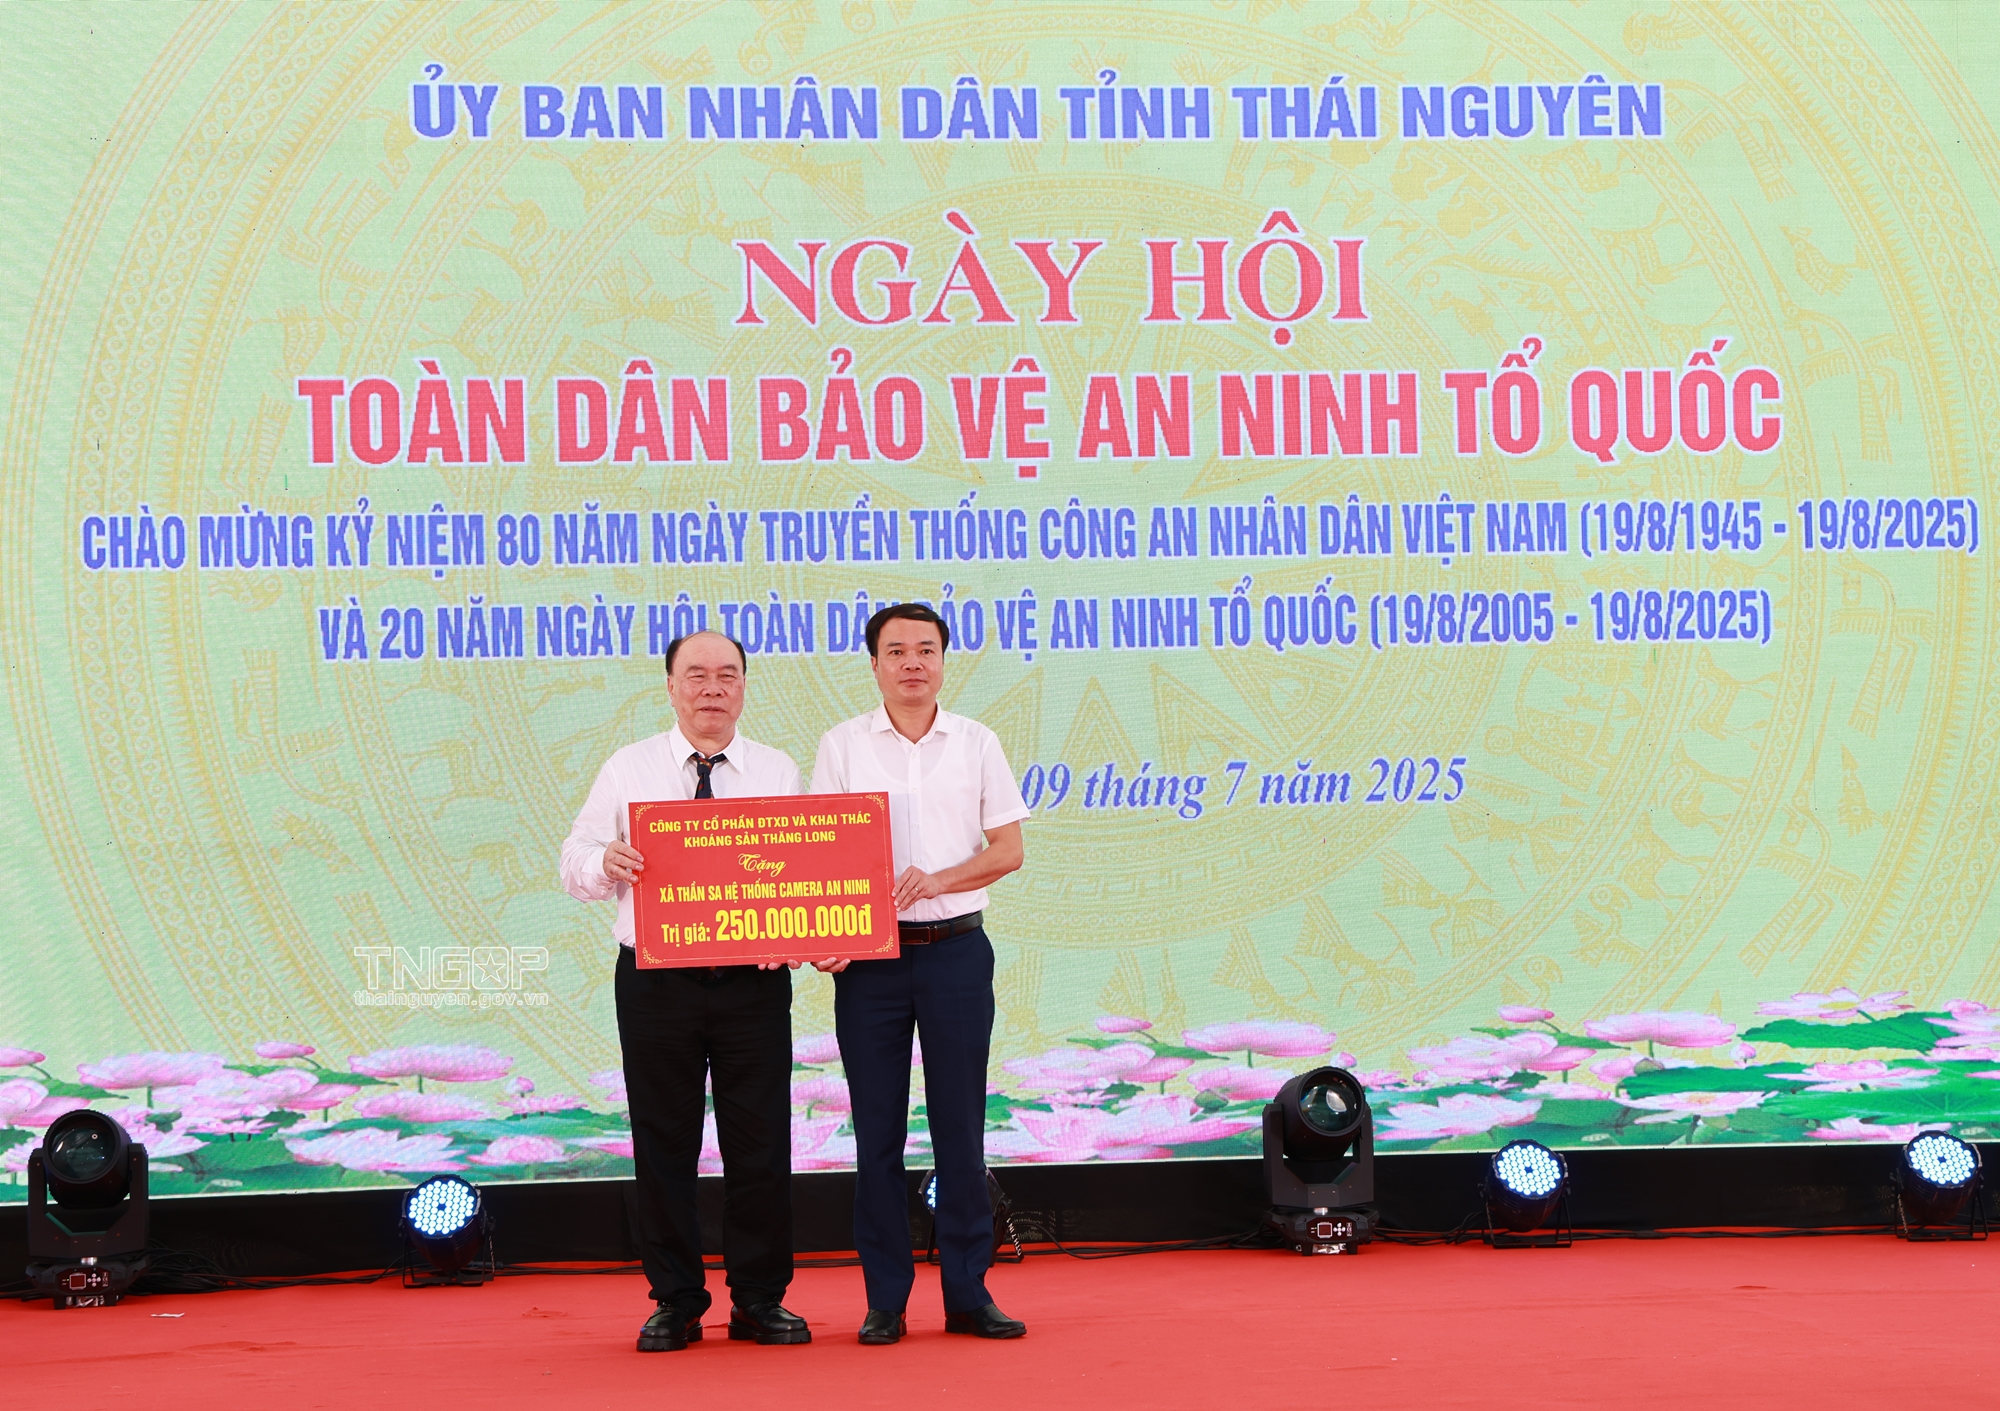 ỦY BAN NHÂN DÂN TỈNH THÁI NGUYÊN
NGÀY HỘI
TOÀN DÂN BẢO VỆ AN NINH TỔ QUỐC
CHÀO MỪNG KỶ NIỆM 80 NĂM NGÀY TRUYỀN THỐNG CÔNG AN NHÂN DÂN VIỆT NAM (19/8/1945 - 19/8/2025)
VÀ 20 NĂM NGÀY HỘI TOÀN DÂN BẢO VỆ AN NINH TỔ QUỐC (19/8/2005 - 19/8/2025)
09 tháng 7 năm 2025
CÔNG TY CỔ PHẦN ĐTXD VÀ KHAI THÁC
KHOÁNG SẢN THĂNG LONG
Tặng
XÃ THẦN SA HỆ THỐNG CAMERA AN NINH
Trị giá: 250.000.000đ
TNGOP
thainguyen.gov.vn